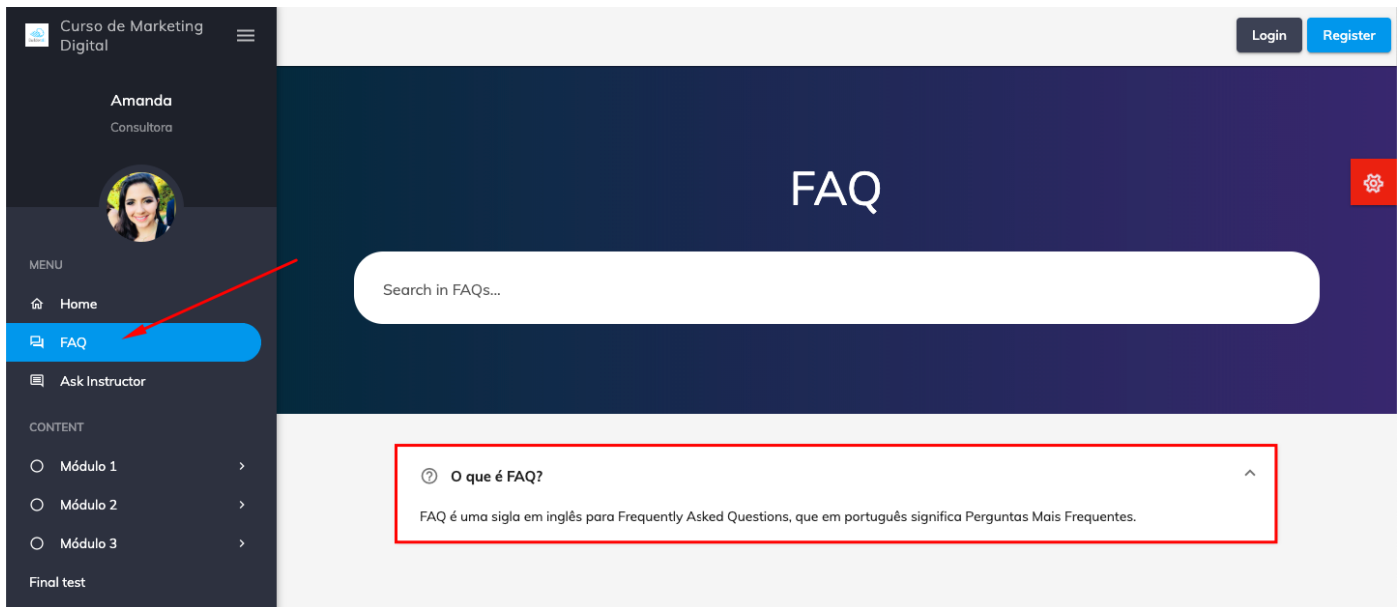 Curso de Marketing
Digital
Login
Register
Amanda
Consultora
FAQ
MENU
Search in FAQs...
Home
FAQ
Ask Instructor
CONTENT
Módulo 1
O que é FAQ?
Módulo 2
FAQ é uma sigla em inglês para Frequently Asked Questions, que em português significa Perguntas Mais Frequentes.
Módulo 3
Final test